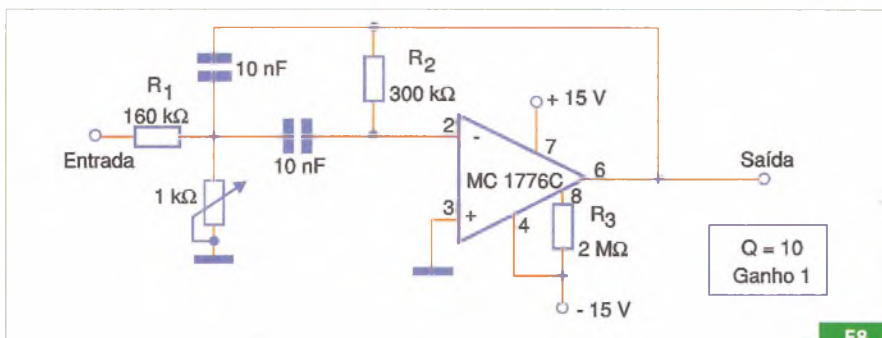 10 nF
R₂
300 kΩ
R₁
160 kΩ
+ 15 V
2
-
7
Entrada
10 nF
MC 1776C
6
Saída
1 kΩ
3
+
4
8
R₃
2 MΩ
Q = 10
Ganho 1
- 15 V
58